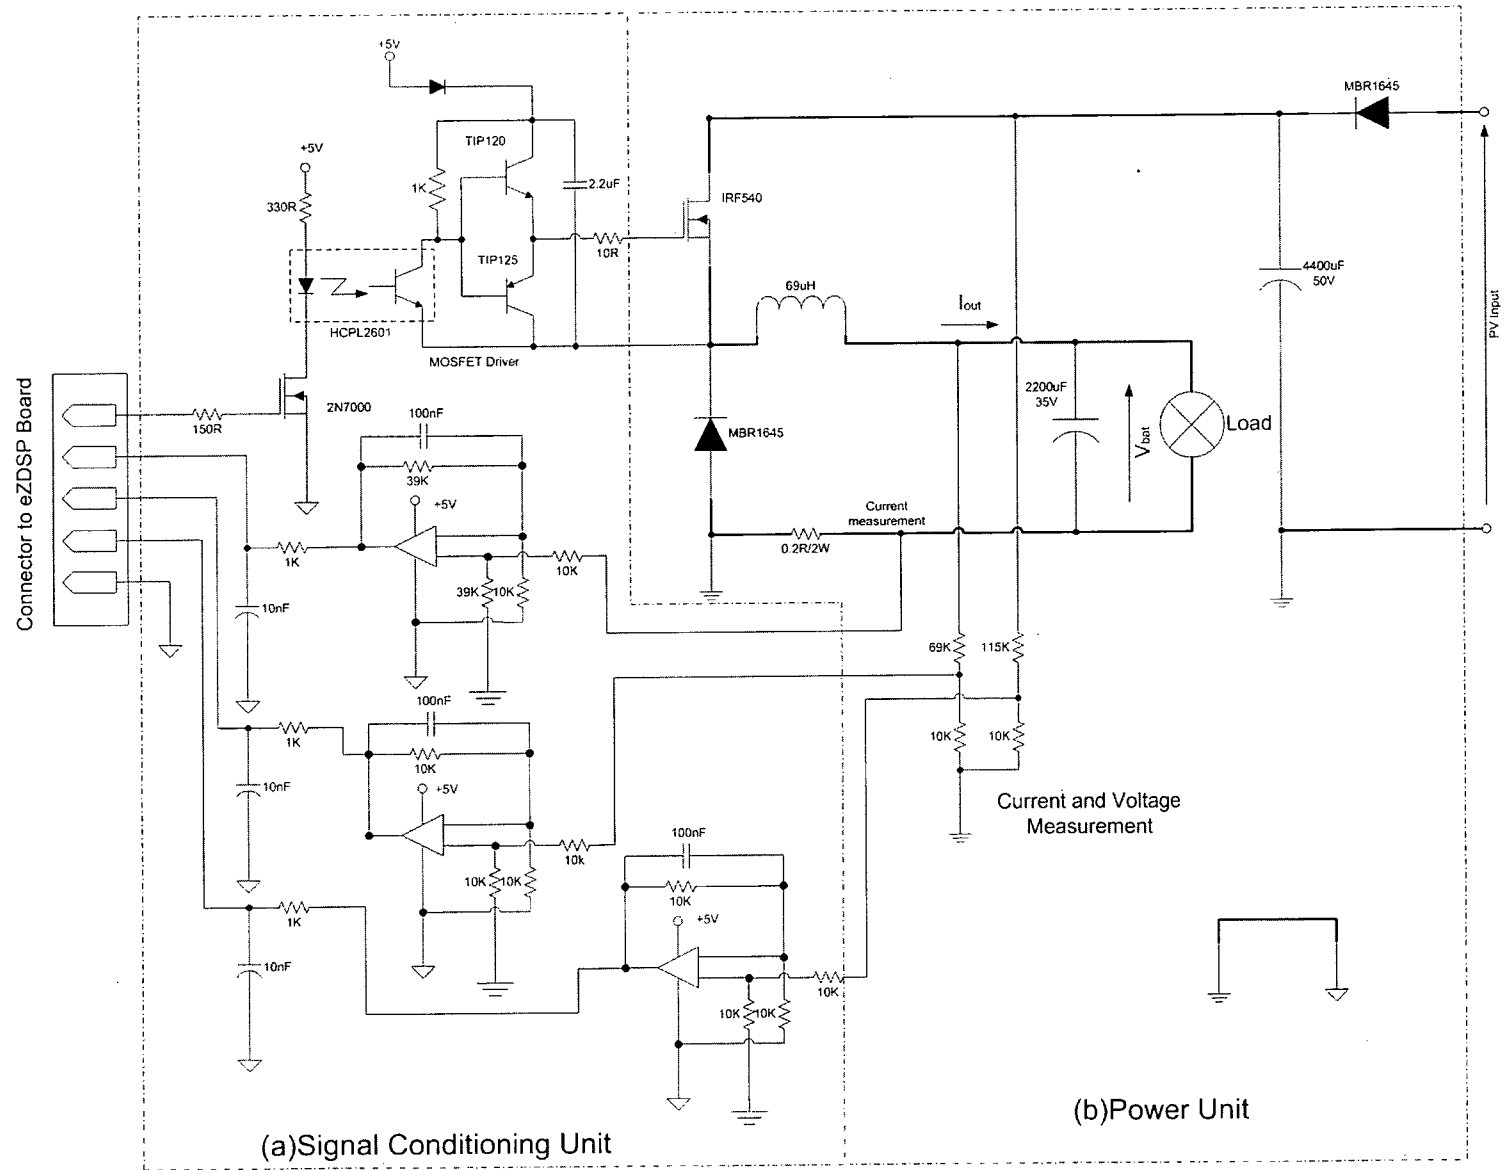 +5V
MBR1645
TIP120
+5V
1K
2.2uF
330R
IRF540
10R
TIP125
4400uF
50V
69uH
Iout
HCPL2601
PV Input
MOSFET Driver
Connector to eZDSP Board
2N7000
150R
100nF
MBR1645
2200uF
35V
Vbat
Load
39K
+5V
Current
measurement
0.2R/2W
1K
10K
39K
10K
10nF
69K
115K
100nF
10K
10K
1K
10K
+5V
10nF
Current and Voltage
Measurement
100nF
10k
10K
10K
10K
1K
+5V
10nF
10K
10K
10K
(b)Power Unit
(a)Signal Conditioning Unit